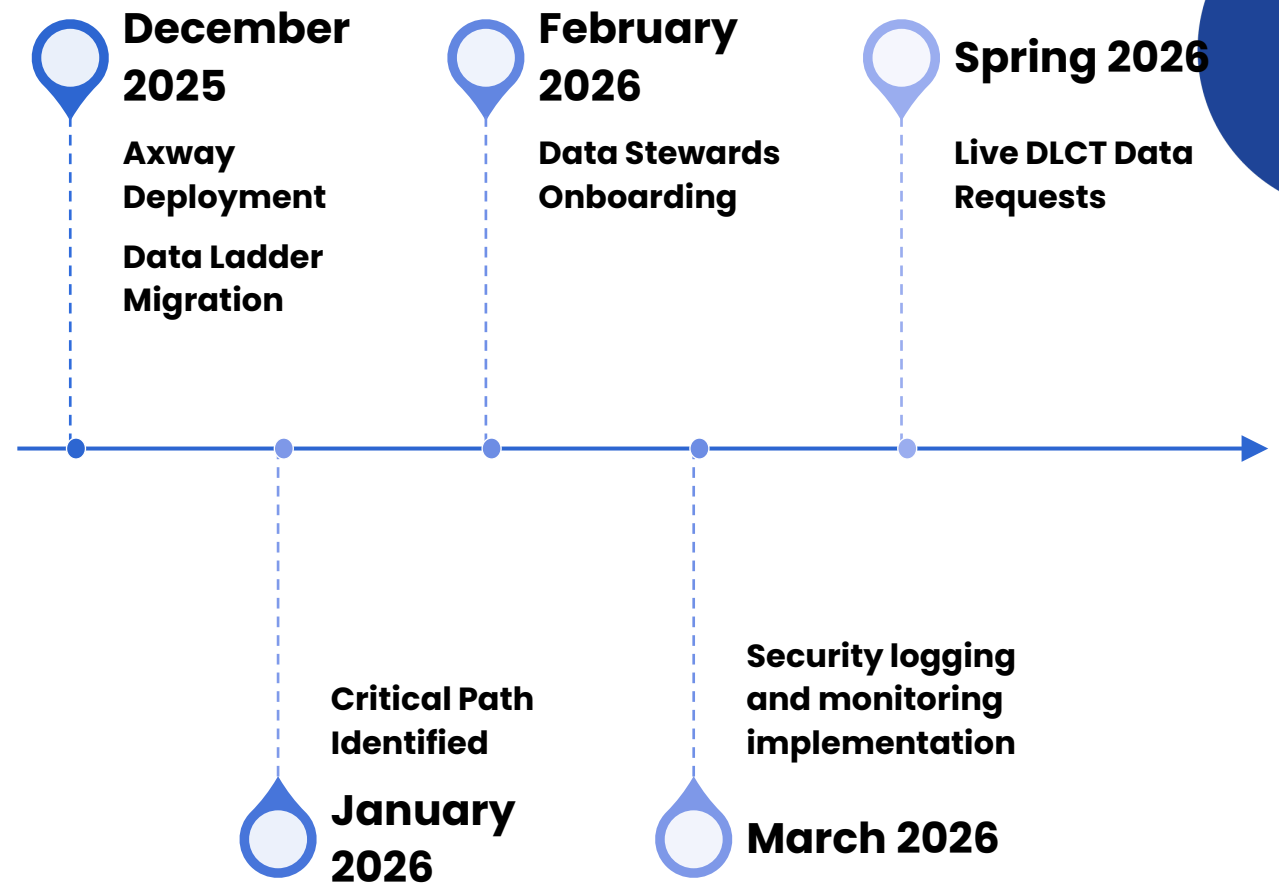 December
2025
Axway
Deployment
Data Ladder
Migration
February
2026
Data Stewards
Onboarding
Spring 2026
Live DLCT Data
Requests
Critical Path
Identified
January
2026
Security logging
and monitoring
implementation
March 2026